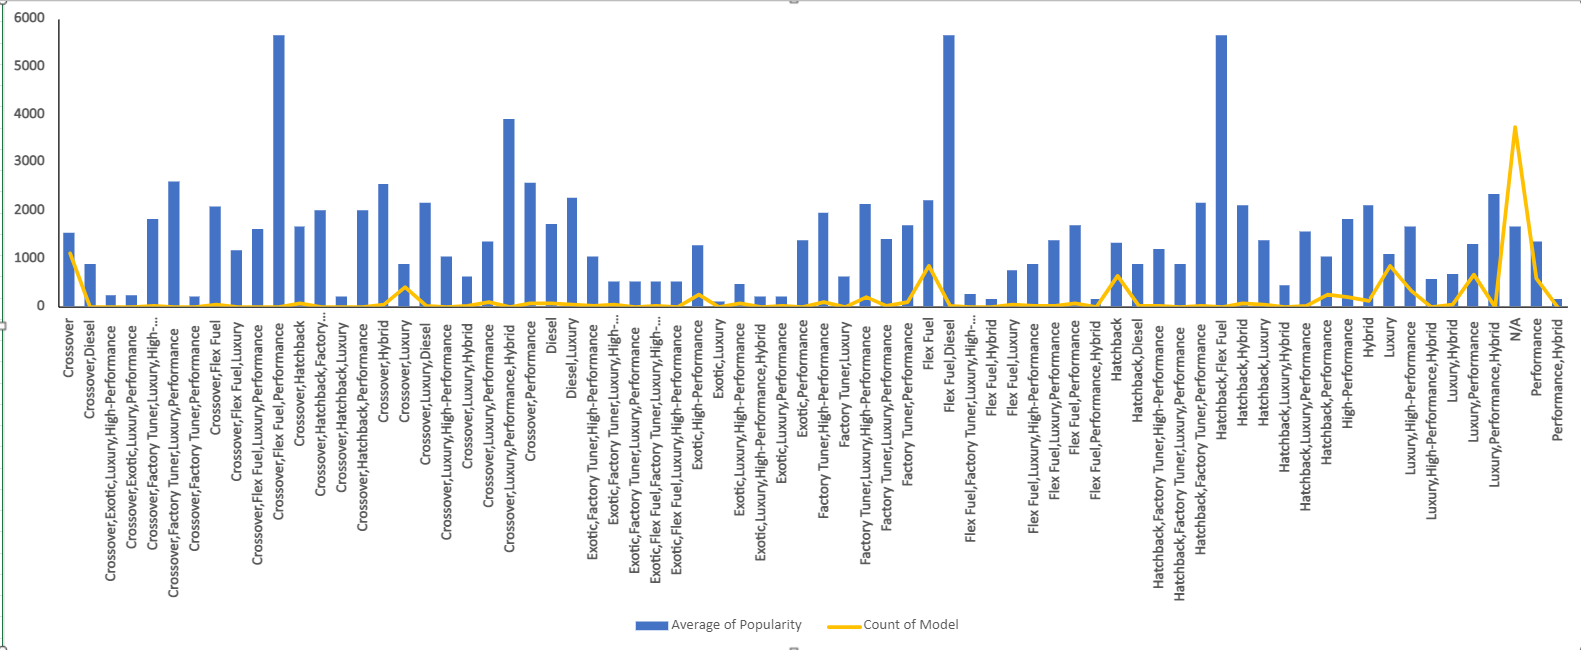 6000
5000
4000
3000
2000
1000
0
Crossover
Crossover,Diesel
Crossover,Exotic,Luxury,High-Performance
Crossover,Exotic,Luxury,Performance
Crossover,Factory Tuner,Luxury,High-...
Crossover,Factory Tuner,Luxury,Performance
Crossover,Factory Tuner,Performance
Crossover,Flex Fuel
Crossover,Flex Fuel,Luxury
Crossover,Flex Fuel,Luxury,Performance
Crossover,Flex Fuel,Performance
Crossover,Hatchback
Crossover,Hatchback,Factory...
Crossover,Hatchback,Luxury
Crossover,Hatchback,Performance
Crossover,Hybrid
Crossover,Luxury
Crossover,Luxury,Diesel
Crossover,Luxury,High-Performance
Crossover,Luxury,Hybrid
Crossover,Luxury,Performance
Crossover,Luxury,Performance,Hybrid
Crossover,Performance
Diesel
Diesel,Luxury
Exotic,Factory Tuner,High-Performance
Exotic,Factory Tuner,Luxury,High-...
Exotic,Factory Tuner,Luxury,Performance
Exotic,Flex Fuel,Factory Tuner,Luxury,High-...
Exotic,Flex Fuel,Luxury,High-Performance
Exotic,High-Performance
Exotic,Luxury
Exotic,Luxury,High-Performance
Exotic,Luxury,High-Performance,Hybrid
Exotic,Luxury,Performance
Exotic,Performance
Factory Tuner,High-Performance
Factory Tuner,Luxury
Factory Tuner,Luxury,High-Performance
Factory Tuner,Luxury,Performance
Factory Tuner,Performance
Flex Fuel
Flex Fuel,Diesel
Flex Fuel,Factory Tuner,Luxury,High-...
Flex Fuel,Hybrid
Flex Fuel,Luxury
Flex Fuel,Luxury,High-Performance
Flex Fuel,Luxury,Performance
Flex Fuel,Performance
Flex Fuel,Performance,Hybrid
Hatchback
Hatchback,Diesel
Hatchback,Factory Tuner,High-Performance
Hatchback,Factory Tuner,Luxury,Performance
Hatchback,Factory Tuner,Performance
Hatchback,Flex Fuel
Hatchback,Hybrid
Hatchback,Luxury
Hatchback,Luxury,Hybrid
Hatchback,Luxury,Performance
Hatchback,Performance
High-Performance
Hybrid
Luxury
Luxury,High-Performance
Luxury,High-Performance,Hybrid
Luxury,Hybrid
Luxury,Performance
Luxury,Performance,Hybrid
N/A
Performance
Performance,Hybrid
Average of Popularity
Count of Model